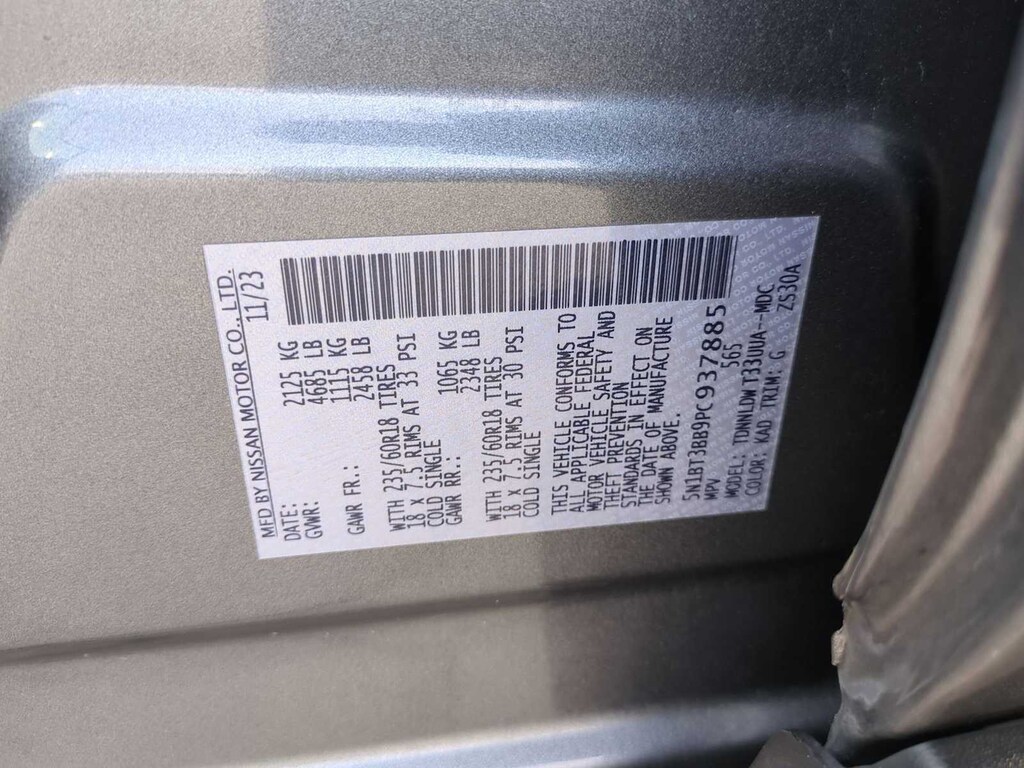 MFD BY NISSAN MOTOR CO., LTD.
DATE: 11/23
GVWR: 2125 KG
4685 LB
GAWR FR.: 1115 KG
2458 LB
WITH 235/60R18 TIRES
18 X 7.5 RIMS AT 33 PSI
COLD SINGLE
GAWR RR.: 1065 KG
2348 LB
WITH 235/60R18 TIRES
18 X 7.5 RIMS AT 30 PSI
COLD SINGLE
THIS VEHICLE CONFORMS TO
ALL APPLICABLE FEDERAL
MOTOR VEHICLE SAFETY AND
THEFT PREVENTION
STANDARDS IN EFFECT ON
THE DATE OF MANUFACTURE
SHOWN ABOVE.
5N1BT3BB9PC937885
MPV 565
MODEL: TDNNLDW T33UUA--MDC
COLOR: KAD TRIM: G ZS30A